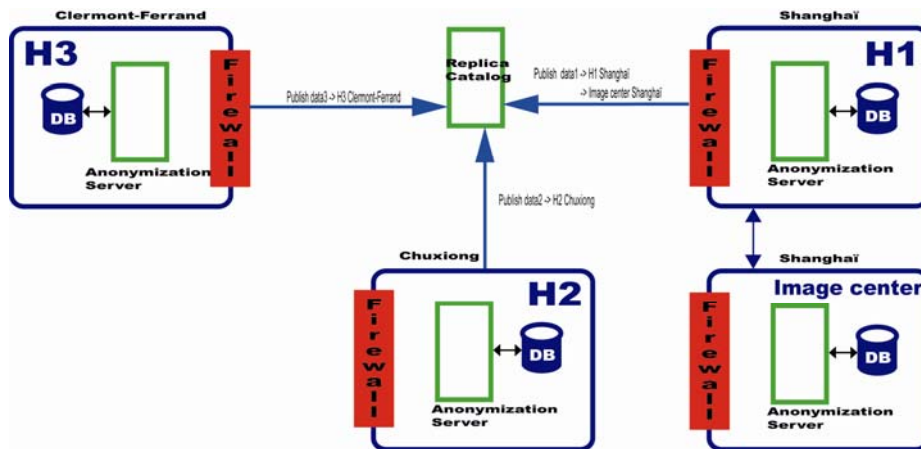 Clermont-Ferrand
H3
DB
Anonymization
Server
Firewall
Publish data3 -> H3 Clermont-Ferrand
Replica
Catalog
Publish data1 -> H1 Shanghaï
-> Image center Shanghaï
Shanghaï
H1
Firewall
DB
Anonymization
Server
Publish data2 -> H2 Chuxiong
Chuxiong
H2
Firewall
DB
Anonymization
Server
Shanghaï
Image center
Firewall
DB
Anonymization
Server